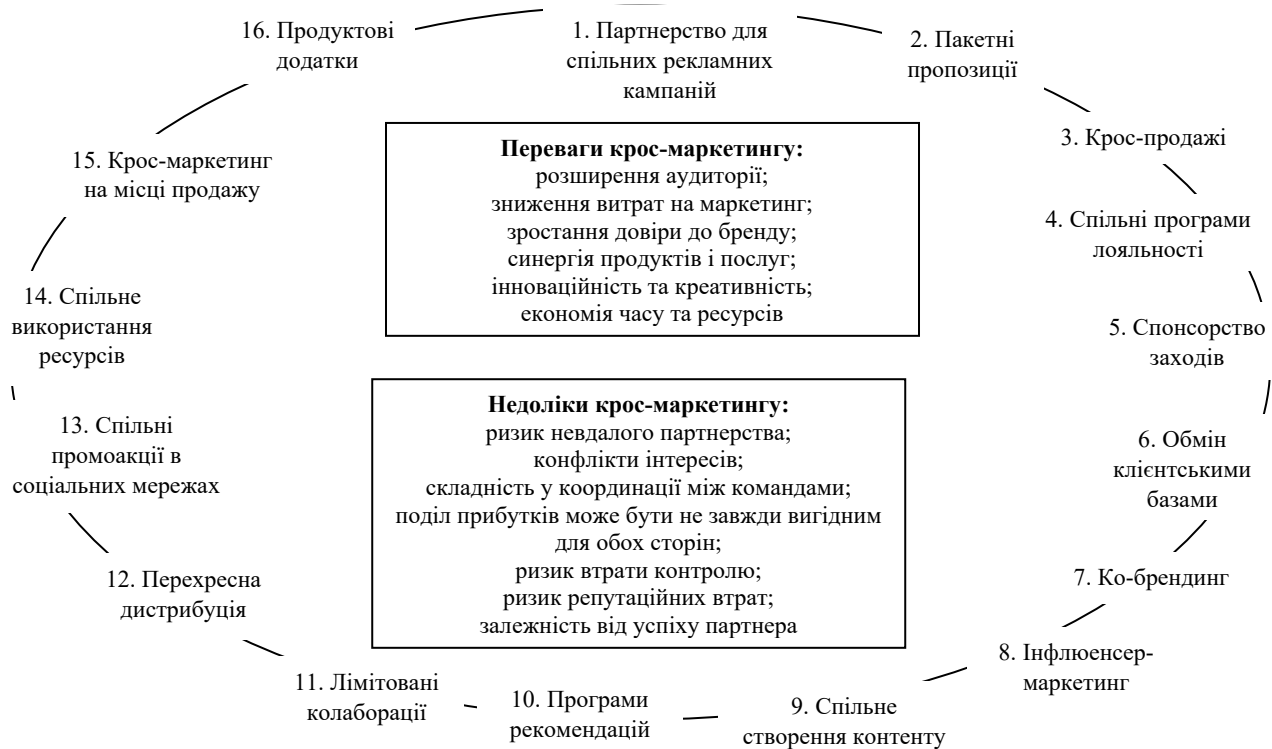 1. Партнерство для
спільних рекламних
кампаній
2. Пакетні
пропозиції
3. Крос-продажі
4. Спільні програми
лояльності
5. Спонсорство
заходів
6. Обмін
клієнтськими
базами
7. Ко-брендинг
8. Інфлюенсер-
маркетинг
9. Спільне
створення контенту
10. Програми
рекомендацій
11. Лімітовані
колаборації
12. Перехресна
дистрибуція
13. Спільні
промоакції в
соціальних мережах
14. Спільне
використання
ресурсів
15. Крос-маркетинг
на місці продажу
16. Продуктові
додатки
Переваги крос-маркетингу:
розширення аудиторії;
зниження витрат на маркетинг;
зростання довіри до бренду;
синергія продуктів і послуг;
інноваційність та креативність;
економія часу та ресурсів
Недоліки крос-маркетингу:
ризик невдалого партнерства;
конфлікти інтересів;
складність у координації між командами;
поділ прибутків може бути не завжди вигідним
для обох сторін;
ризик втрати контролю;
ризик репутаційних втрат;
залежність від успіху партнера